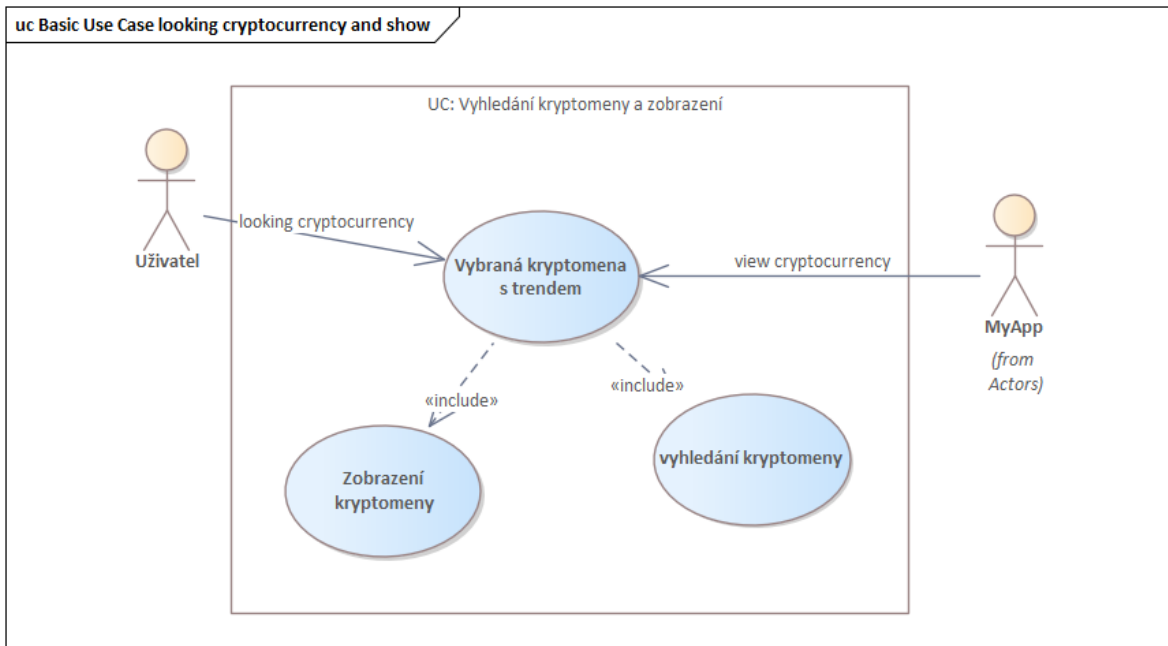 uc Basic Use Case looking cryptocurrency and show
UC: Vyhledání kryptomeny a zobrazení
looking cryptocurrency
Uživatel
Vybraná kryptomena
s trendem
view cryptocurrency
MyApp
(from
Actors)
«include»
«include»
Zobrazení
kryptomeny
vyhledání kryptomeny